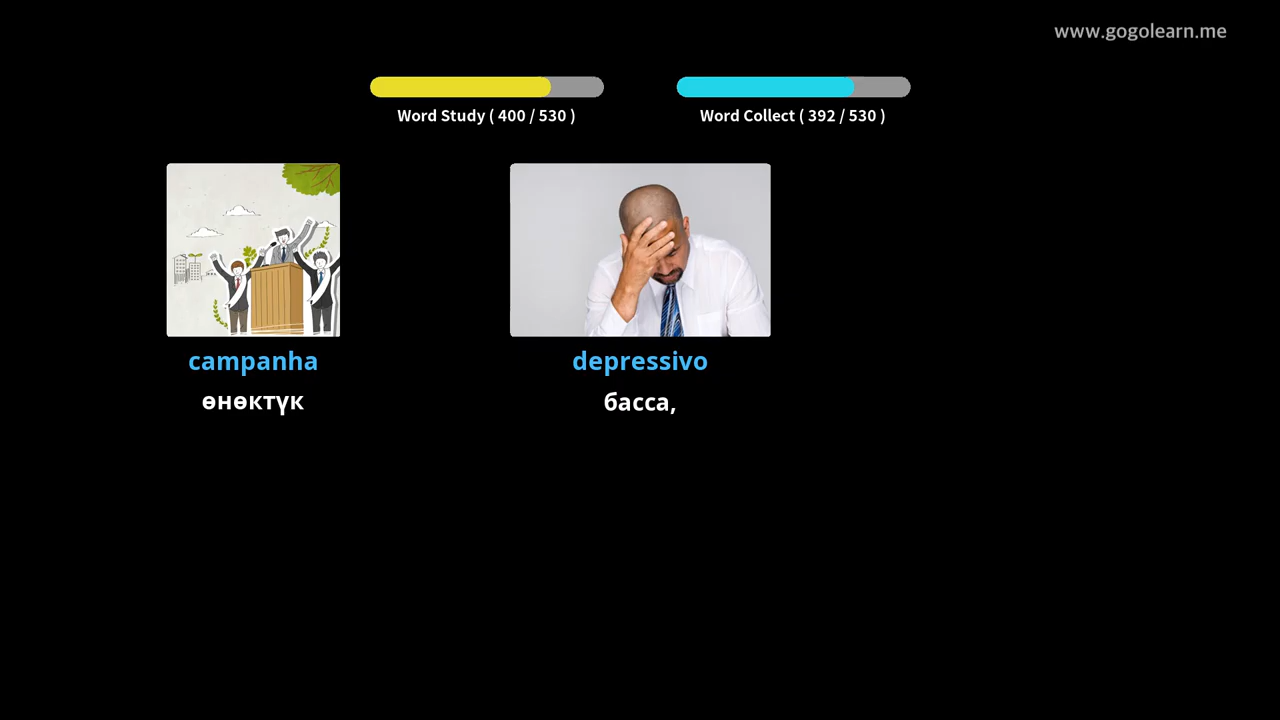 www.gogolearn.me
Word Study ( 400 / 530 )
Word Collect ( 392 / 530 )
campanha
depressivo
өнөктүк
басса,